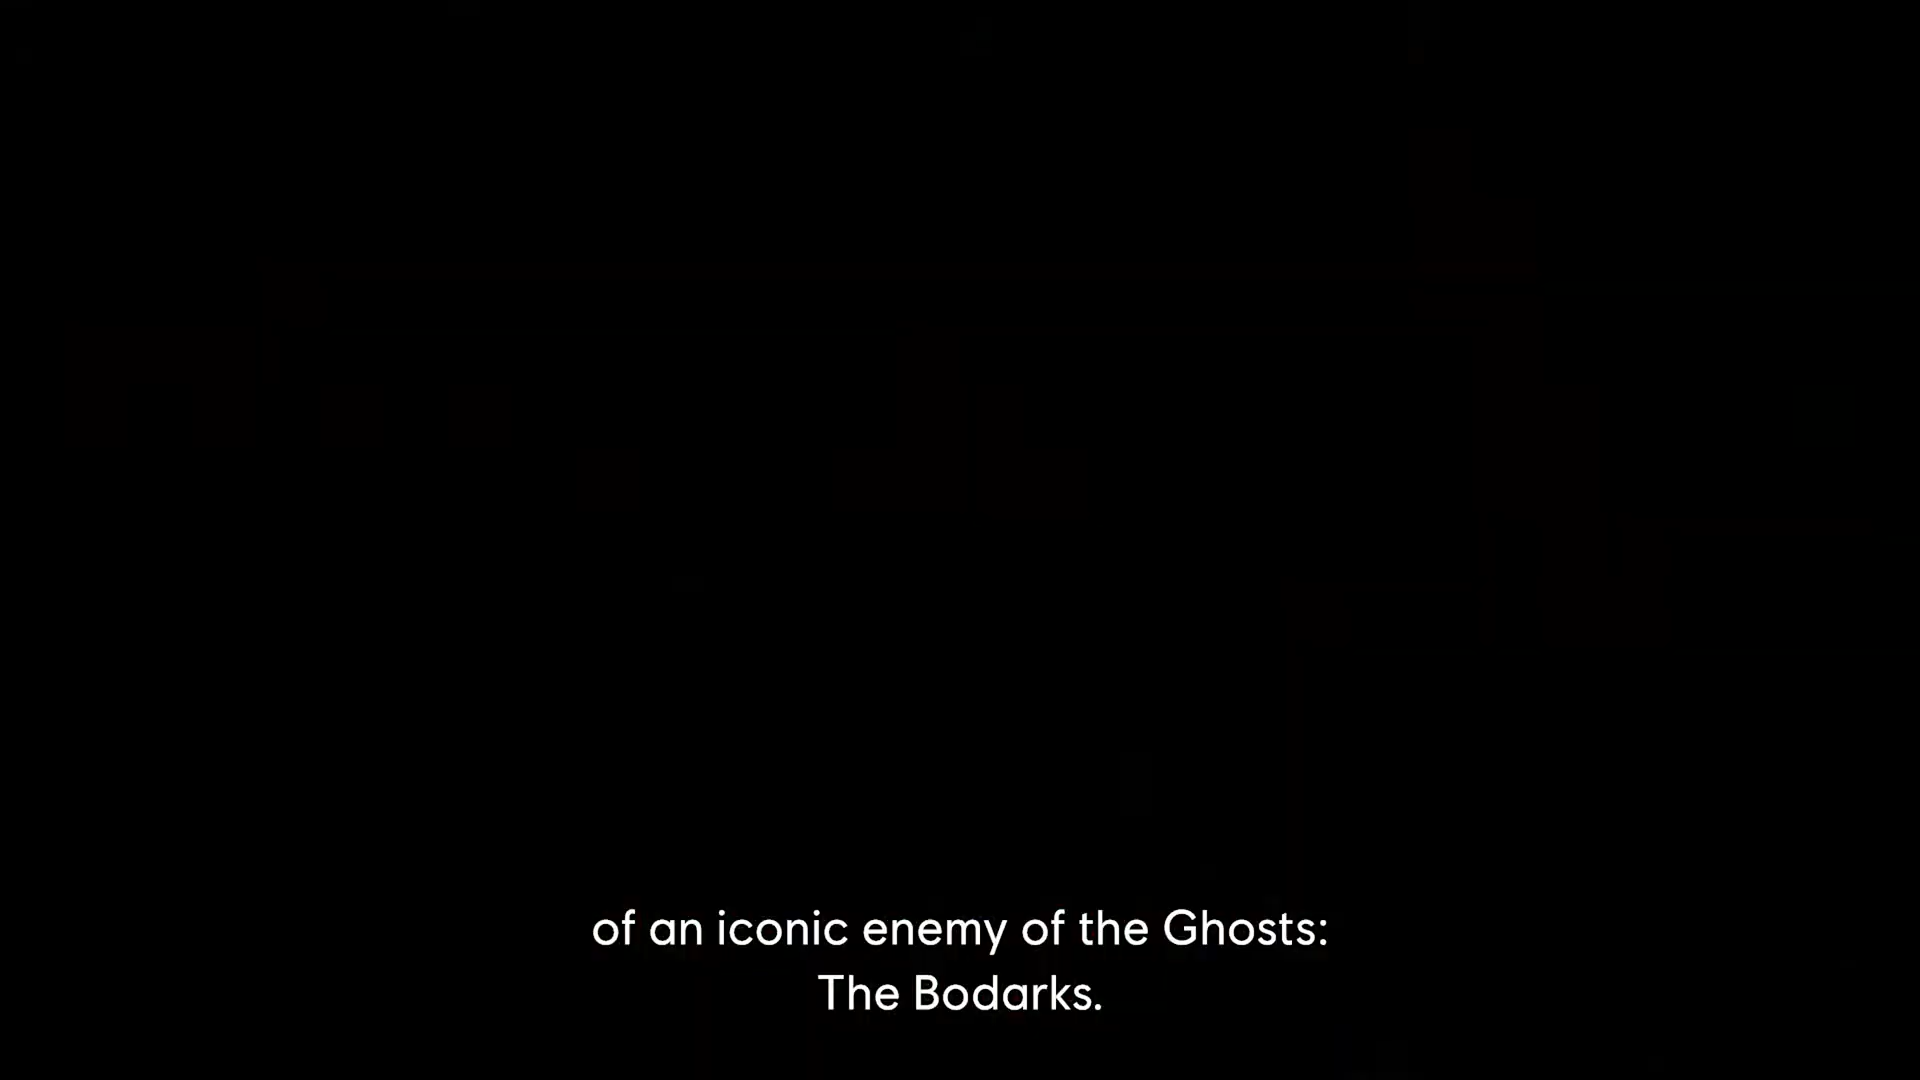 of an iconic enemy of the Ghosts:
The Bodarks.